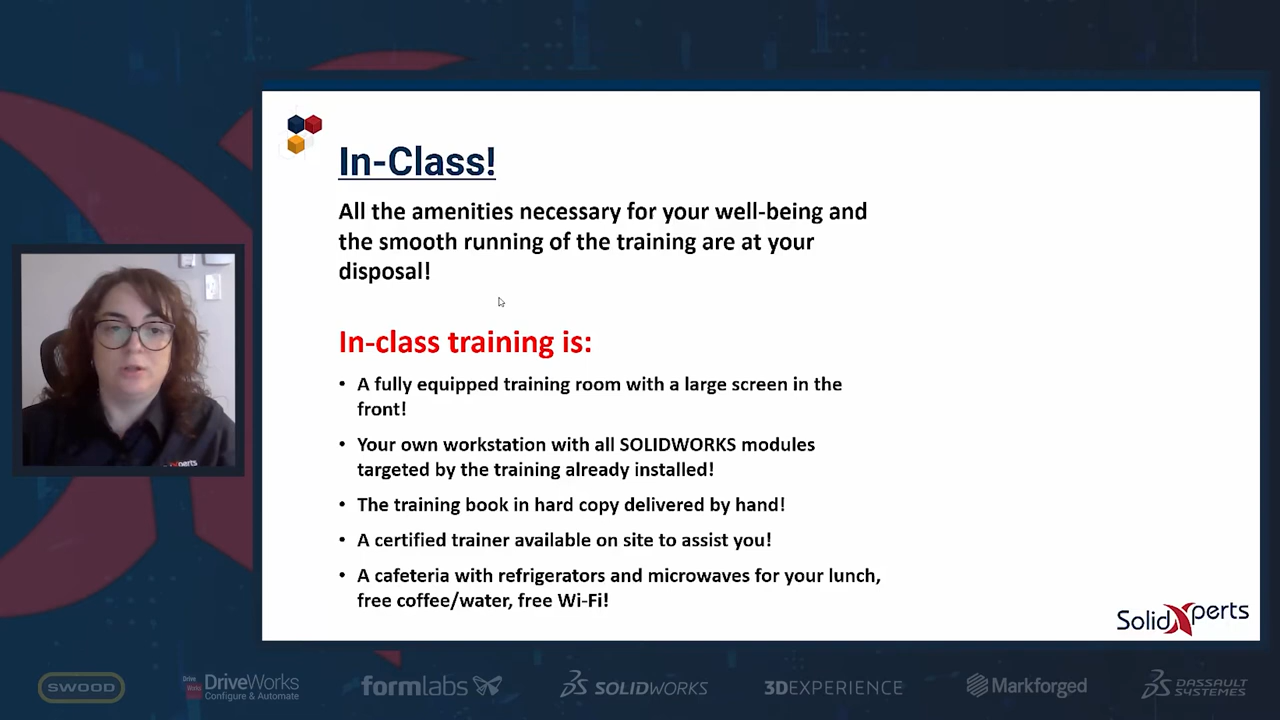 In-Class!
All the amenities necessary for your well-being and
the smooth running of the training are at your
disposal!
In-class training is:
• A fully equipped training room with a large screen in the
front!
• Your own workstation with all SOLIDWORKS modules
targeted by the training already installed!
• The training book in hard copy delivered by hand!
• A certified trainer available on site to assist you!
• A cafeteria with refrigerators and microwaves for your lunch,
free coffee/water, free Wi-Fi!
SolidXperts
Xperts
SWOOD
Drive
Works
DriveWorks
Configure & Automate
formlabs
SOLIDWORKS
3DEXPERIENCE
Markforged
DASSAULT
SYSTEMES